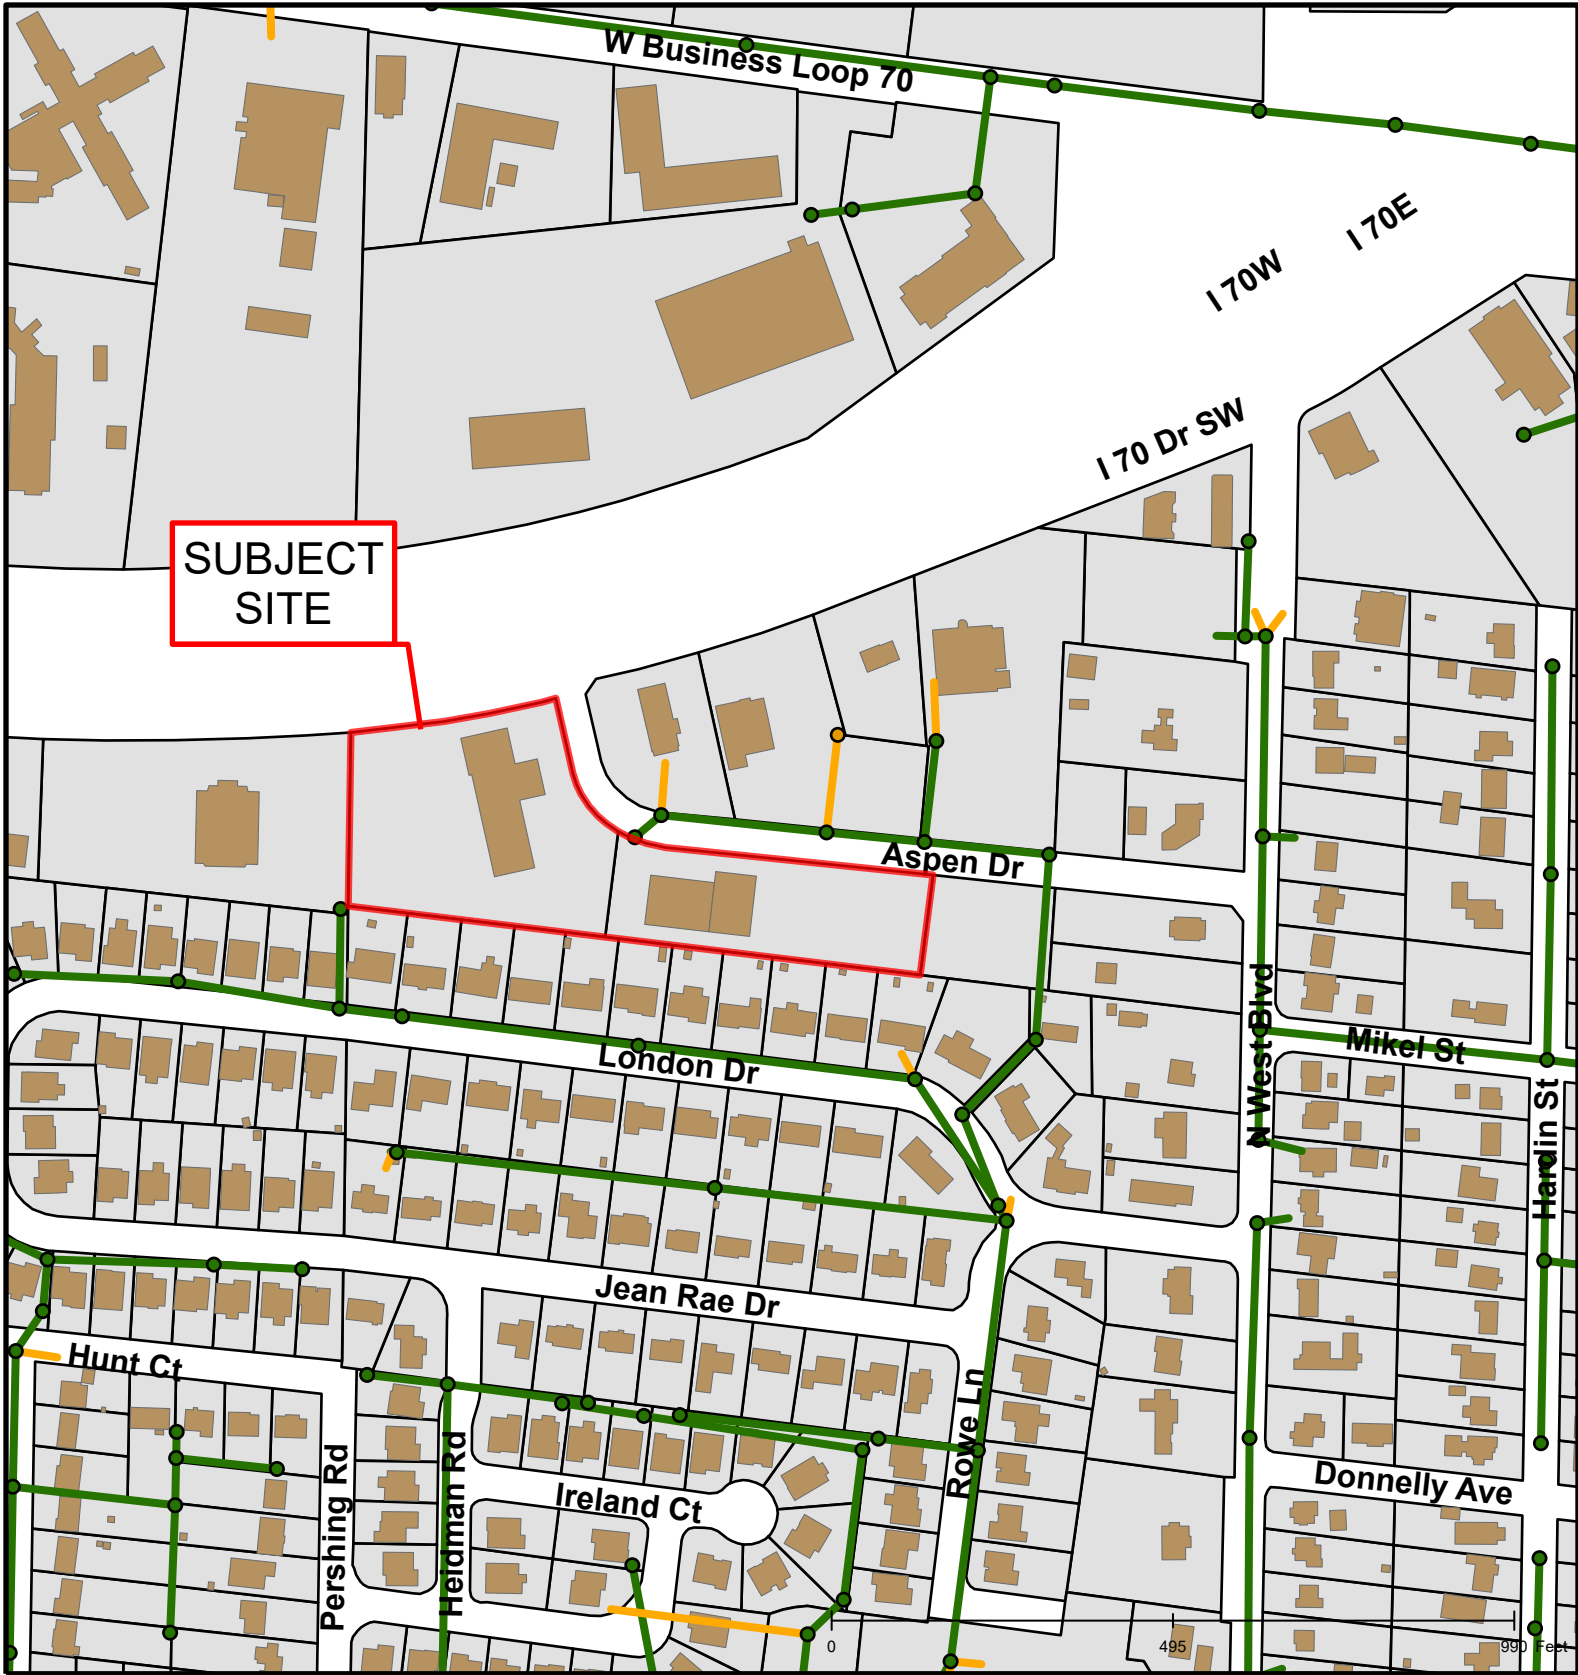 W Business Loop 70
I 70E
I 70W
I 70 Dr SW
SUBJECT
SITE
Aspen Dr
London Dr
N West Blvd
N
Mikel St
Hardin St
Jean Rae Dr
Hunt Ct
Rowe Ln
Pershing Rd
Heidman Rd
Ireland Ct
Donnelly Ave
0
495
990 Feet